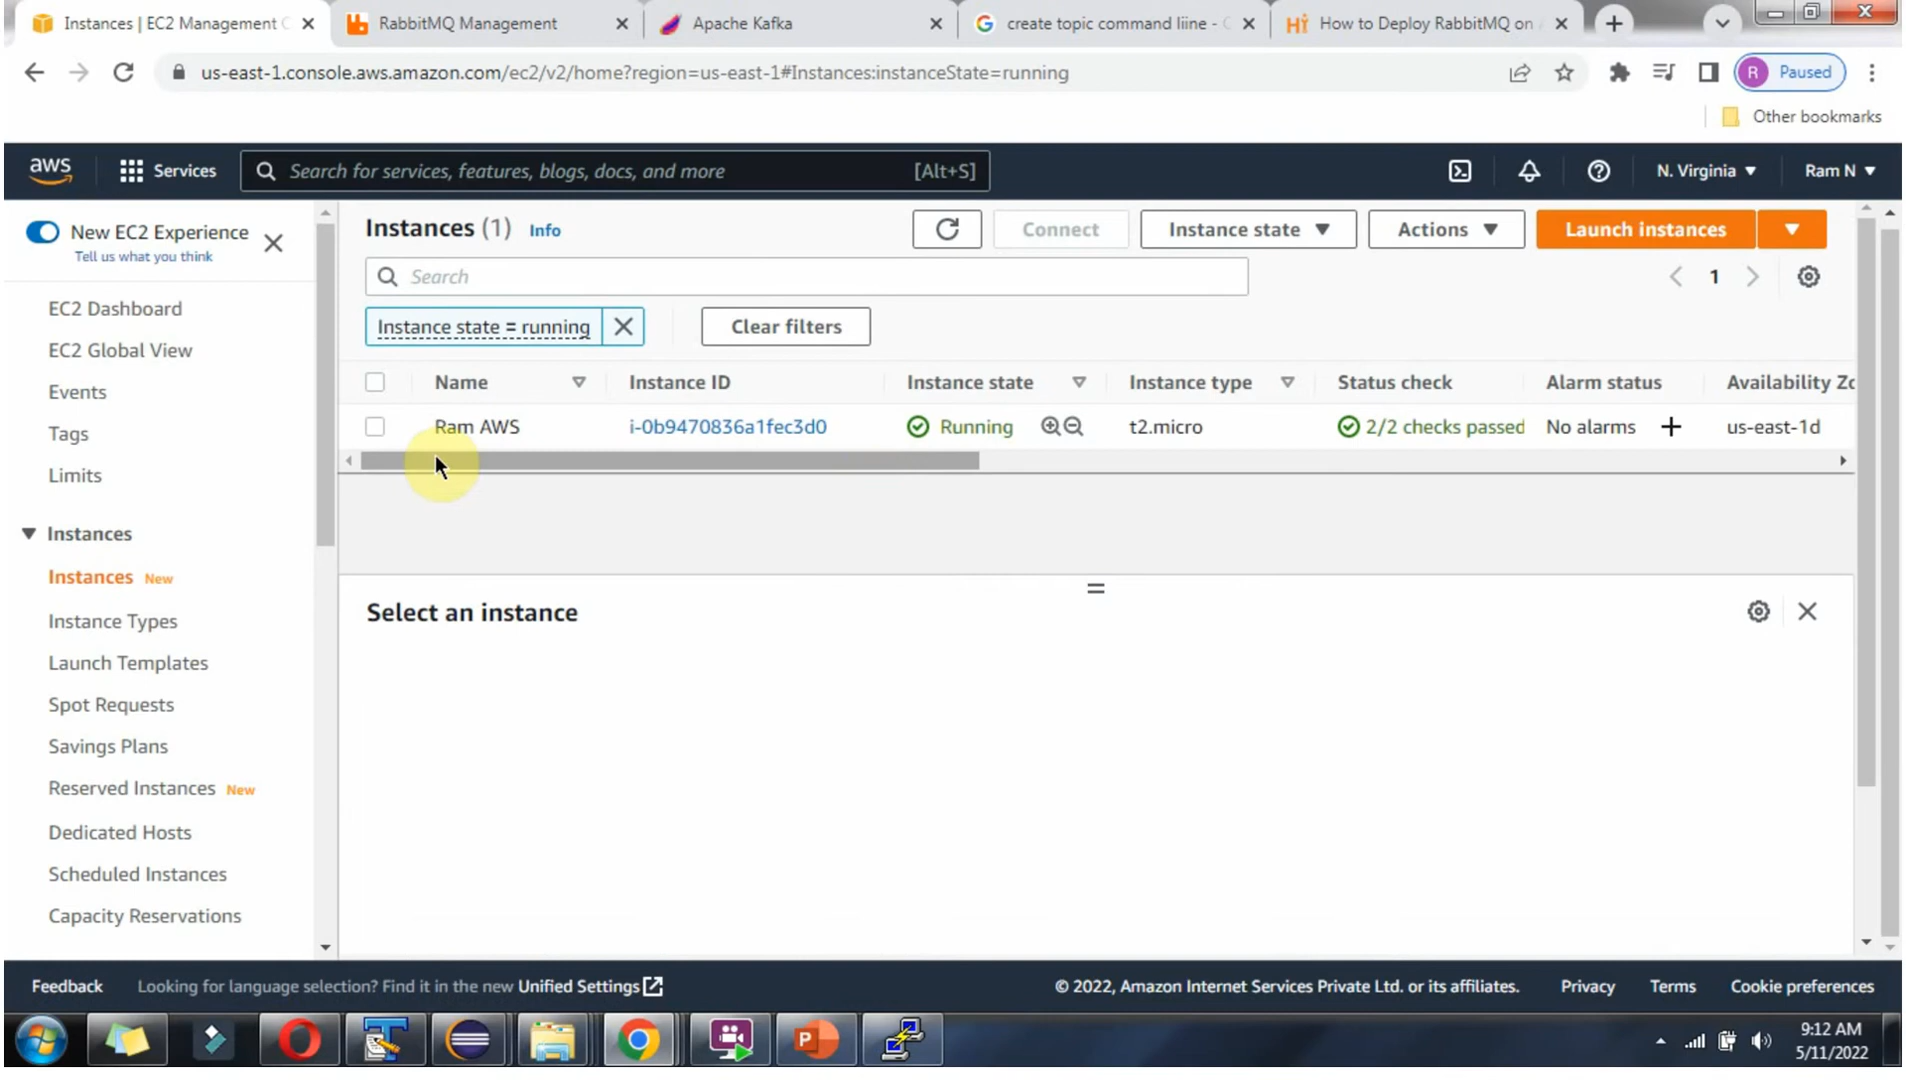 Instances | EC2 Management C
RabbitMQ Management
Apache Kafka
create topic command liine - G
How to Deploy RabbitMQ on A
us-east-1.console.aws.amazon.com/ec2/v2/home?region=us-east-1#Instances:instanceState=running
R Paused
Other bookmarks
aws
Services
Search for services, features, blogs, docs, and more [Alt+S]
N. Virginia
Ram N
New EC2 Experience
Tell us what you think
EC2 Dashboard
EC2 Global View
Events
Tags
Limits
Instances
Instances New
Instance Types
Launch Templates
Spot Requests
Savings Plans
Reserved Instances New
Dedicated Hosts
Scheduled Instances
Capacity Reservations
Instances (1) Info
Connect
Instance state
Actions
Launch instances
Search
1
Instance state = running
Clear filters
Name Instance ID Instance state Instance type Status check Alarm status Availability Zo
Ram AWS i-0b9470836a1fec3d0 Running t2.micro 2/2 checks passed No alarms us-east-1d
Select an instance
Feedback
Looking for language selection? Find it in the new Unified Settings
© 2022, Amazon Internet Services Private Ltd. or its affiliates.
Privacy
Terms
Cookie preferences
9:12 AM
5/11/2022